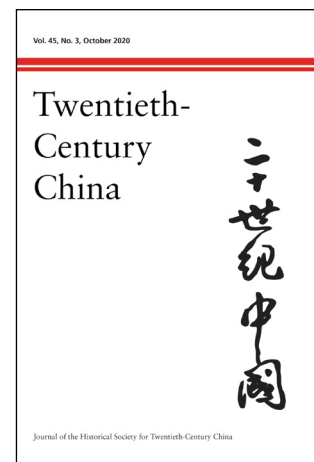 Vol. 45, No. 3, October 2020
Twentieth-
Century
China
二十世紀中國
Journal of the Historical Society for Twentieth-Century China